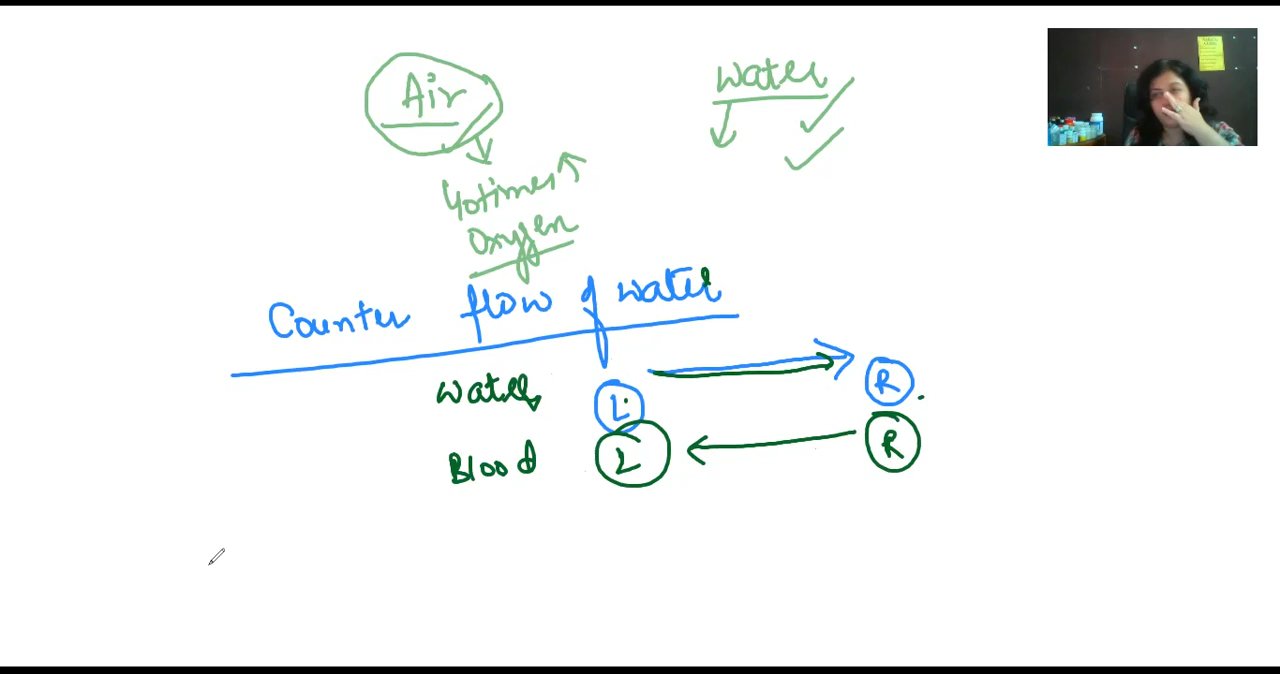 Air
Water
40times
Oxygen
Counter flow of water
Water L R
Blood L R